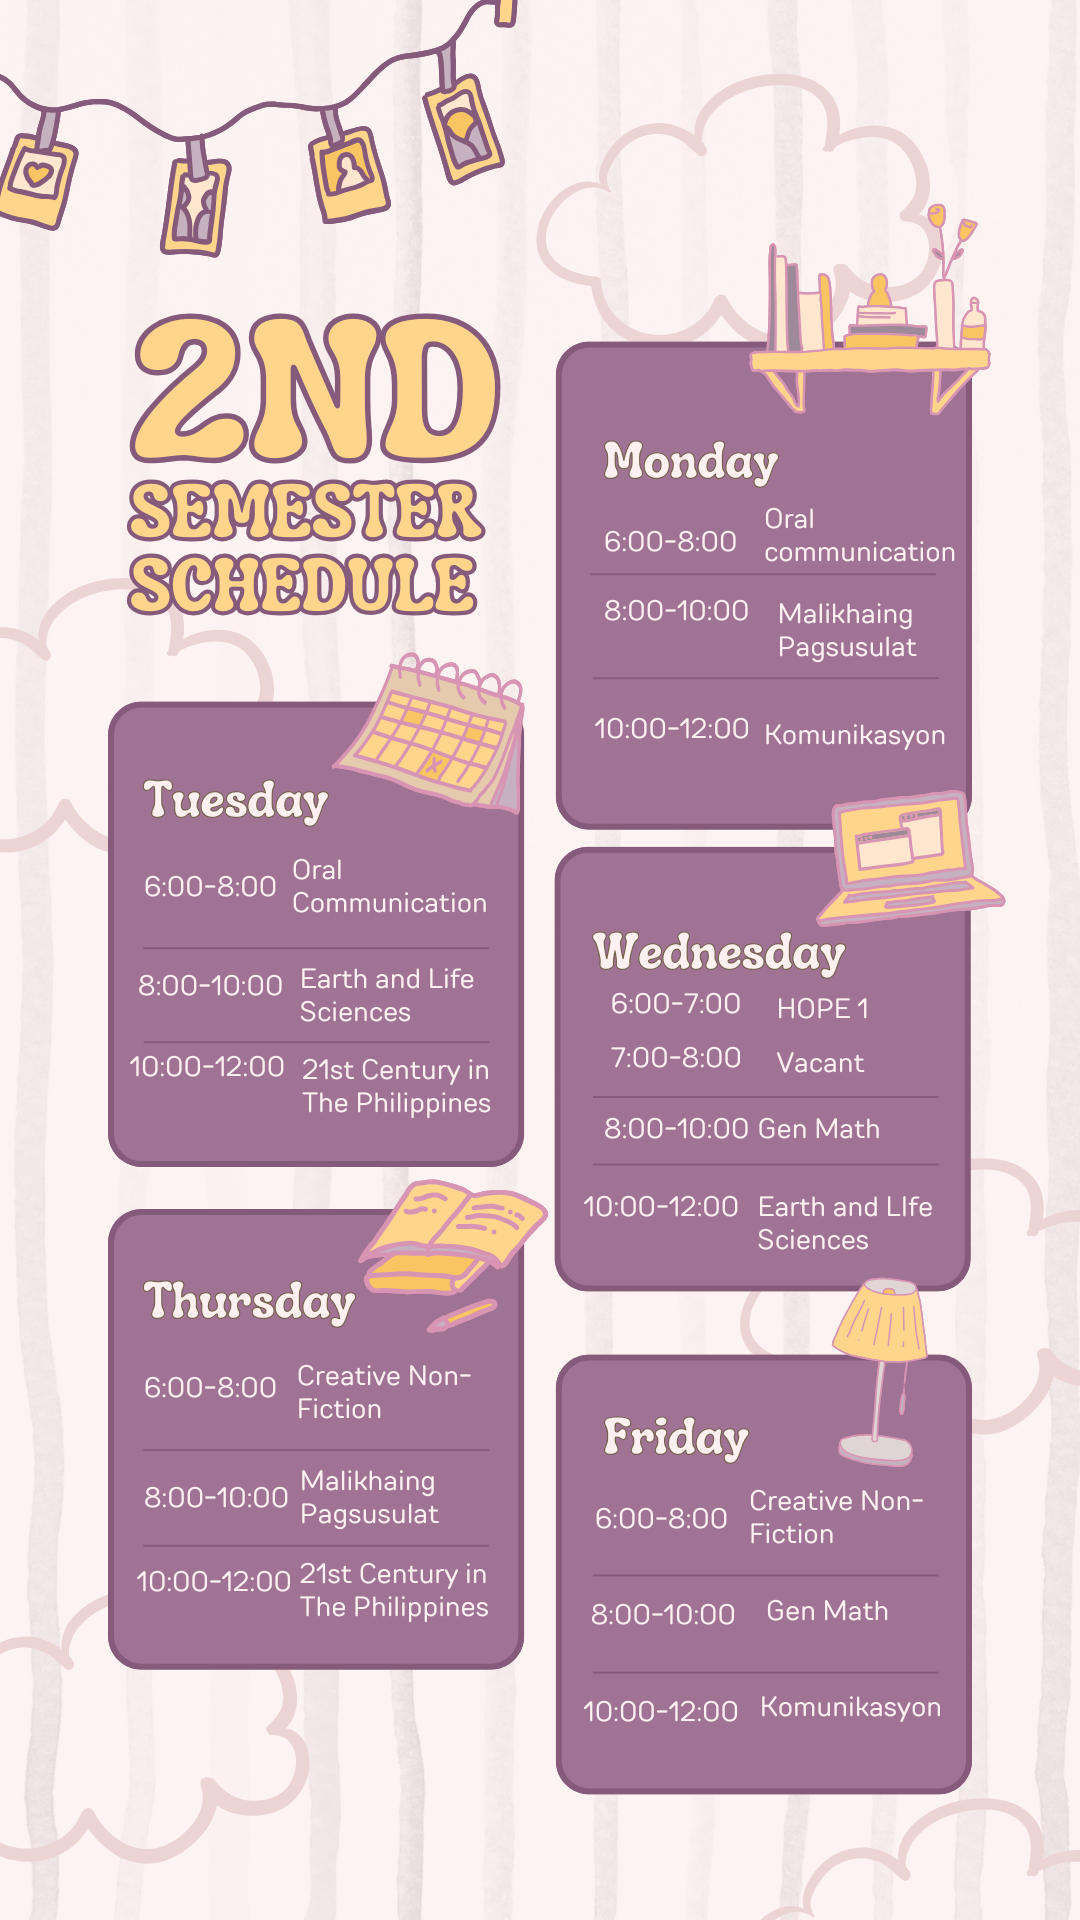 2ND
SEMESTER
SCHEDULE
Monday
6:00-8:00 Oral
communication
8:00-10:00 Malikhaing
Pagsusulat
10:00-12:00 Komunikasyon
Tuesday
6:00-8:00 Oral
Communication
8:00-10:00 Earth and Life
Sciences
10:00-12:00 21st Century in
The Philippines
Wednesday
6:00-7:00 HOPE 1
7:00-8:00 Vacant
8:00-10:00 Gen Math
10:00-12:00 Earth and LIfe
Sciences
Thursday
6:00-8:00 Creative Non-
Fiction
8:00-10:00 Malikhaing
Pagsusulat
10:00-12:00 21st Century in
The Philippines
Friday
6:00-8:00 Creative Non-
Fiction
8:00-10:00 Gen Math
10:00-12:00 Komunikasyon